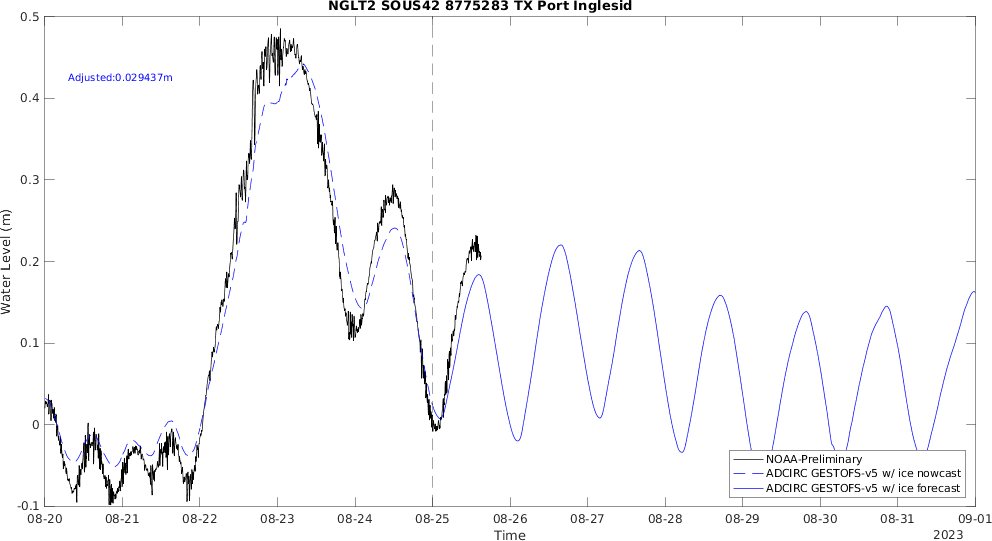 NGLT2 SOUS42 8775283 TX Port Inglesid
Adjusted:0.029437m
Water Level (m)
0.5
0.4
0.3
0.2
0.1
0
-0.1
NOAA-Preliminary
ADCIRC GESTOFS-v5 w/ ice nowcast
ADCIRC GESTOFS-v5 w/ ice forecast
08-20 08-21 08-22 08-23 08-24 08-25 08-26 08-27 08-28 08-29 08-30 08-31 09-01
Time
2023